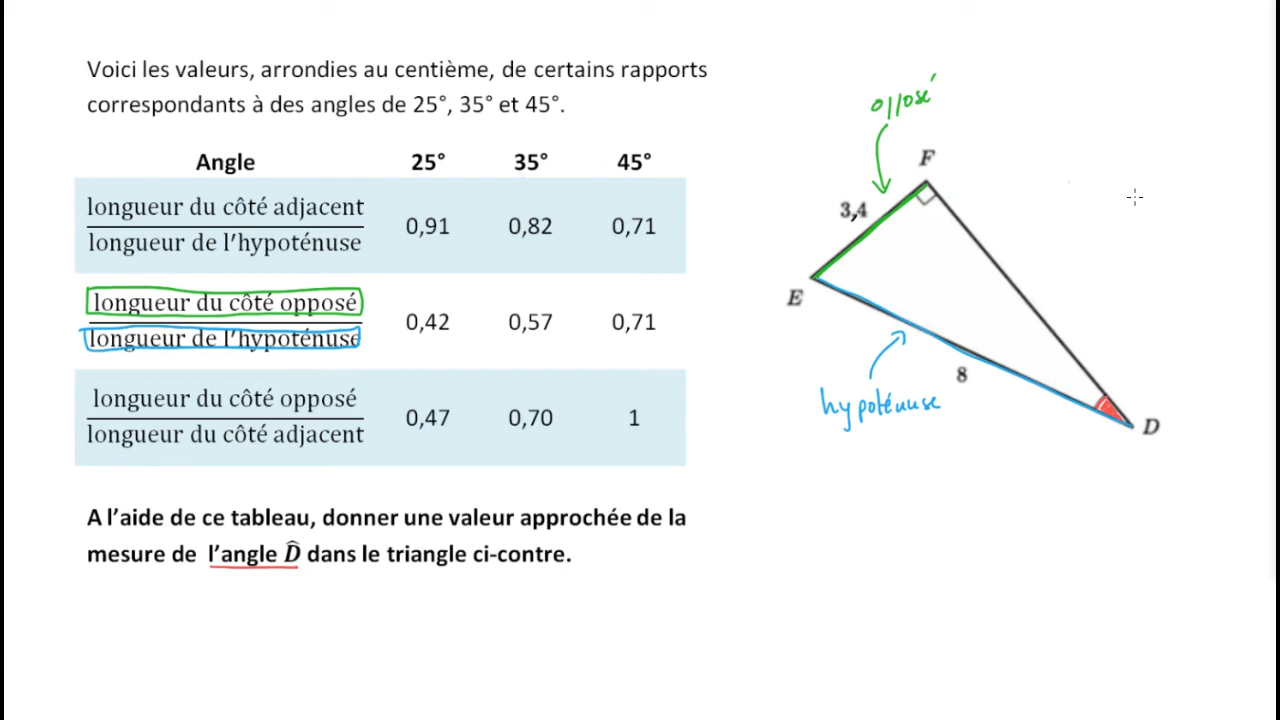 Voici les valeurs, arrondies au centième, de certains rapports
correspondants à des angles de 25°, 35° et 45°.
Angle 25° 35° 45°
longueur du côté adjacent
longueur de l'hypoténuse
0,91 0,82 0,71
longueur du côté opposé
longueur de l'hypoténuse
0,42 0,57 0,71
longueur du côté opposé
longueur du côté adjacent
0,47 0,70 1
A l'aide de ce tableau, donner une valeur approchée de la
mesure de l'angle D̂ dans le triangle ci-contre.
opposé
F
3,4
E
8
hypoténuse
D